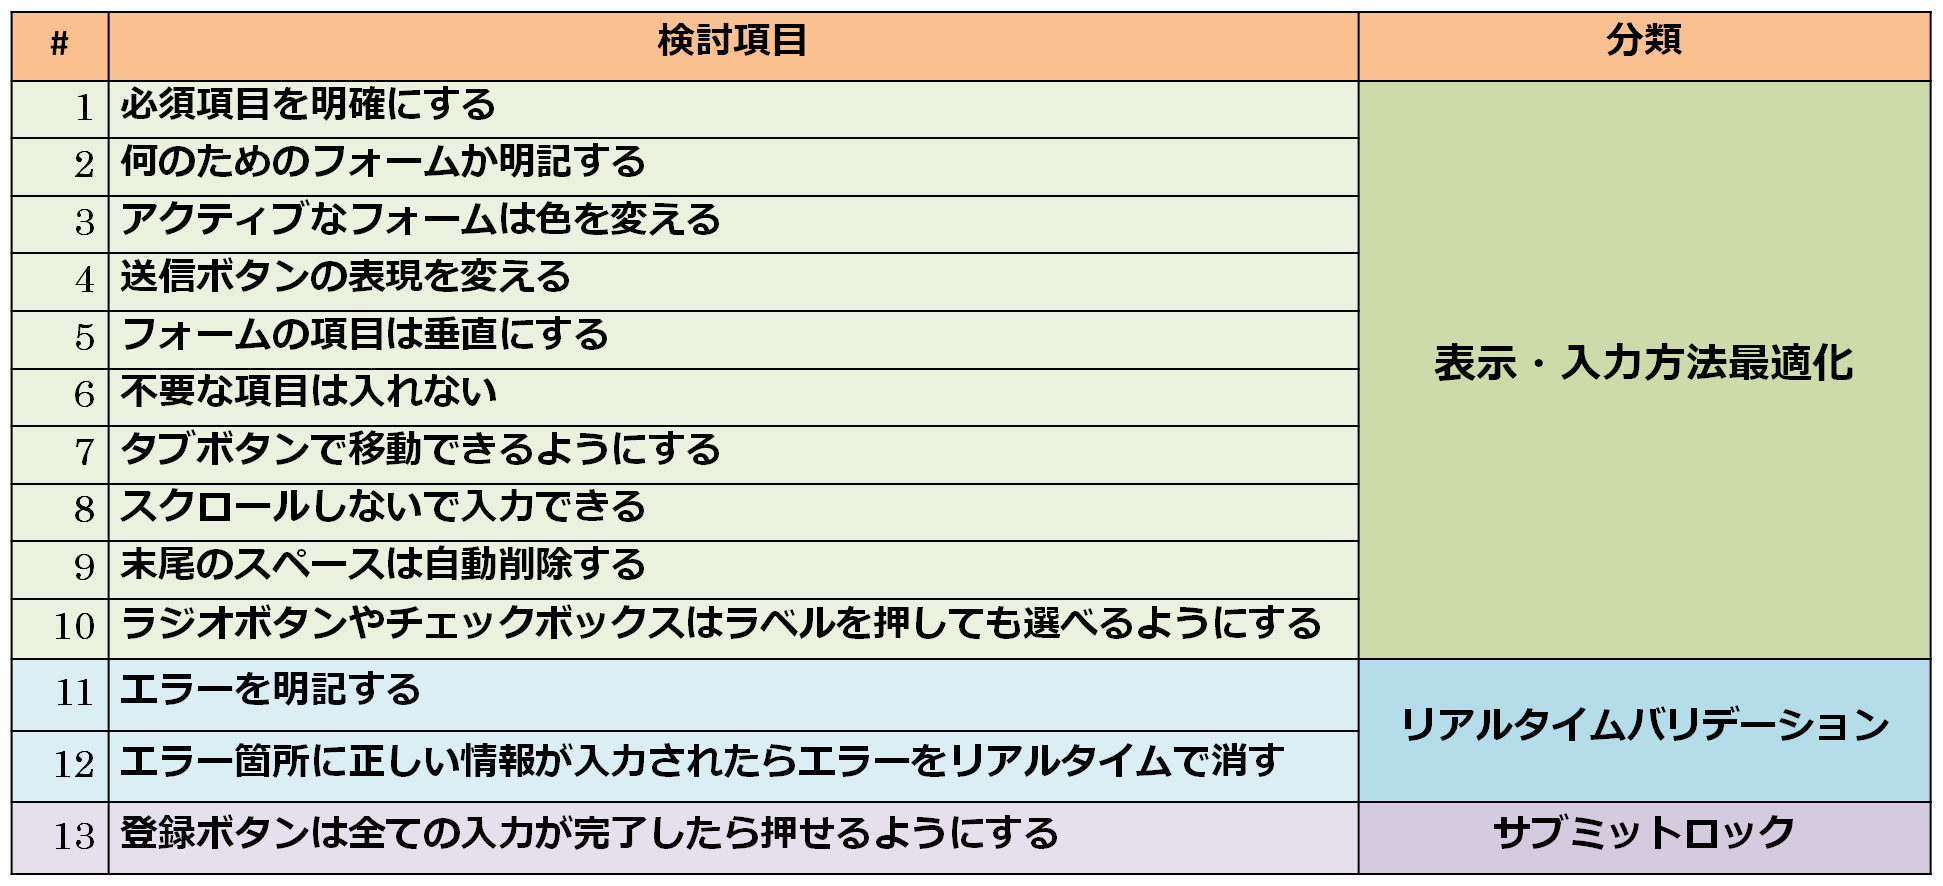 # 検討項目 分類
1 必須項目を明確にする
2 何のためのフォームか明記する
3 アクティブなフォームは色を変える
4 送信ボタンの表現を変える
5 フォームの項目は垂直にする
表示・入力方法最適化
6 不要な項目は入れない
7 タブボタンで移動できるようにする
8 スクロールしないで入力できる
9 末尾のスペースは自動削除する
10 ラジオボタンやチェックボックスはラベルを押しても選べるようにする
11 エラーを明記する
リアルタイムバリデーション
12 エラー箇所に正しい情報が入力されたらエラーをリアルタイムで消す
13 登録ボタンは全ての入力が完了したら押せるようにする サブミットロック